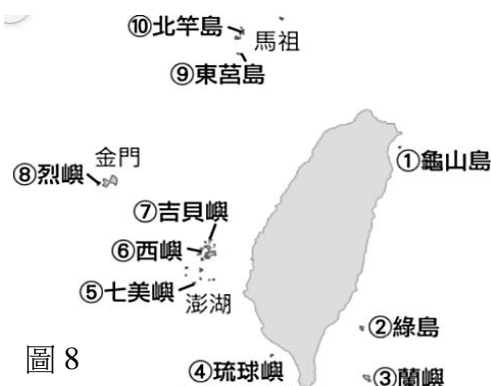 ⑩北竿島
馬祖
⑨東莒島
金門
⑧烈嶼
①龜山島
⑦吉貝嶼
⑥西嶼
⑤七美嶼
澎湖
②綠島
圖 8
④琉球嶼
③蘭嶼